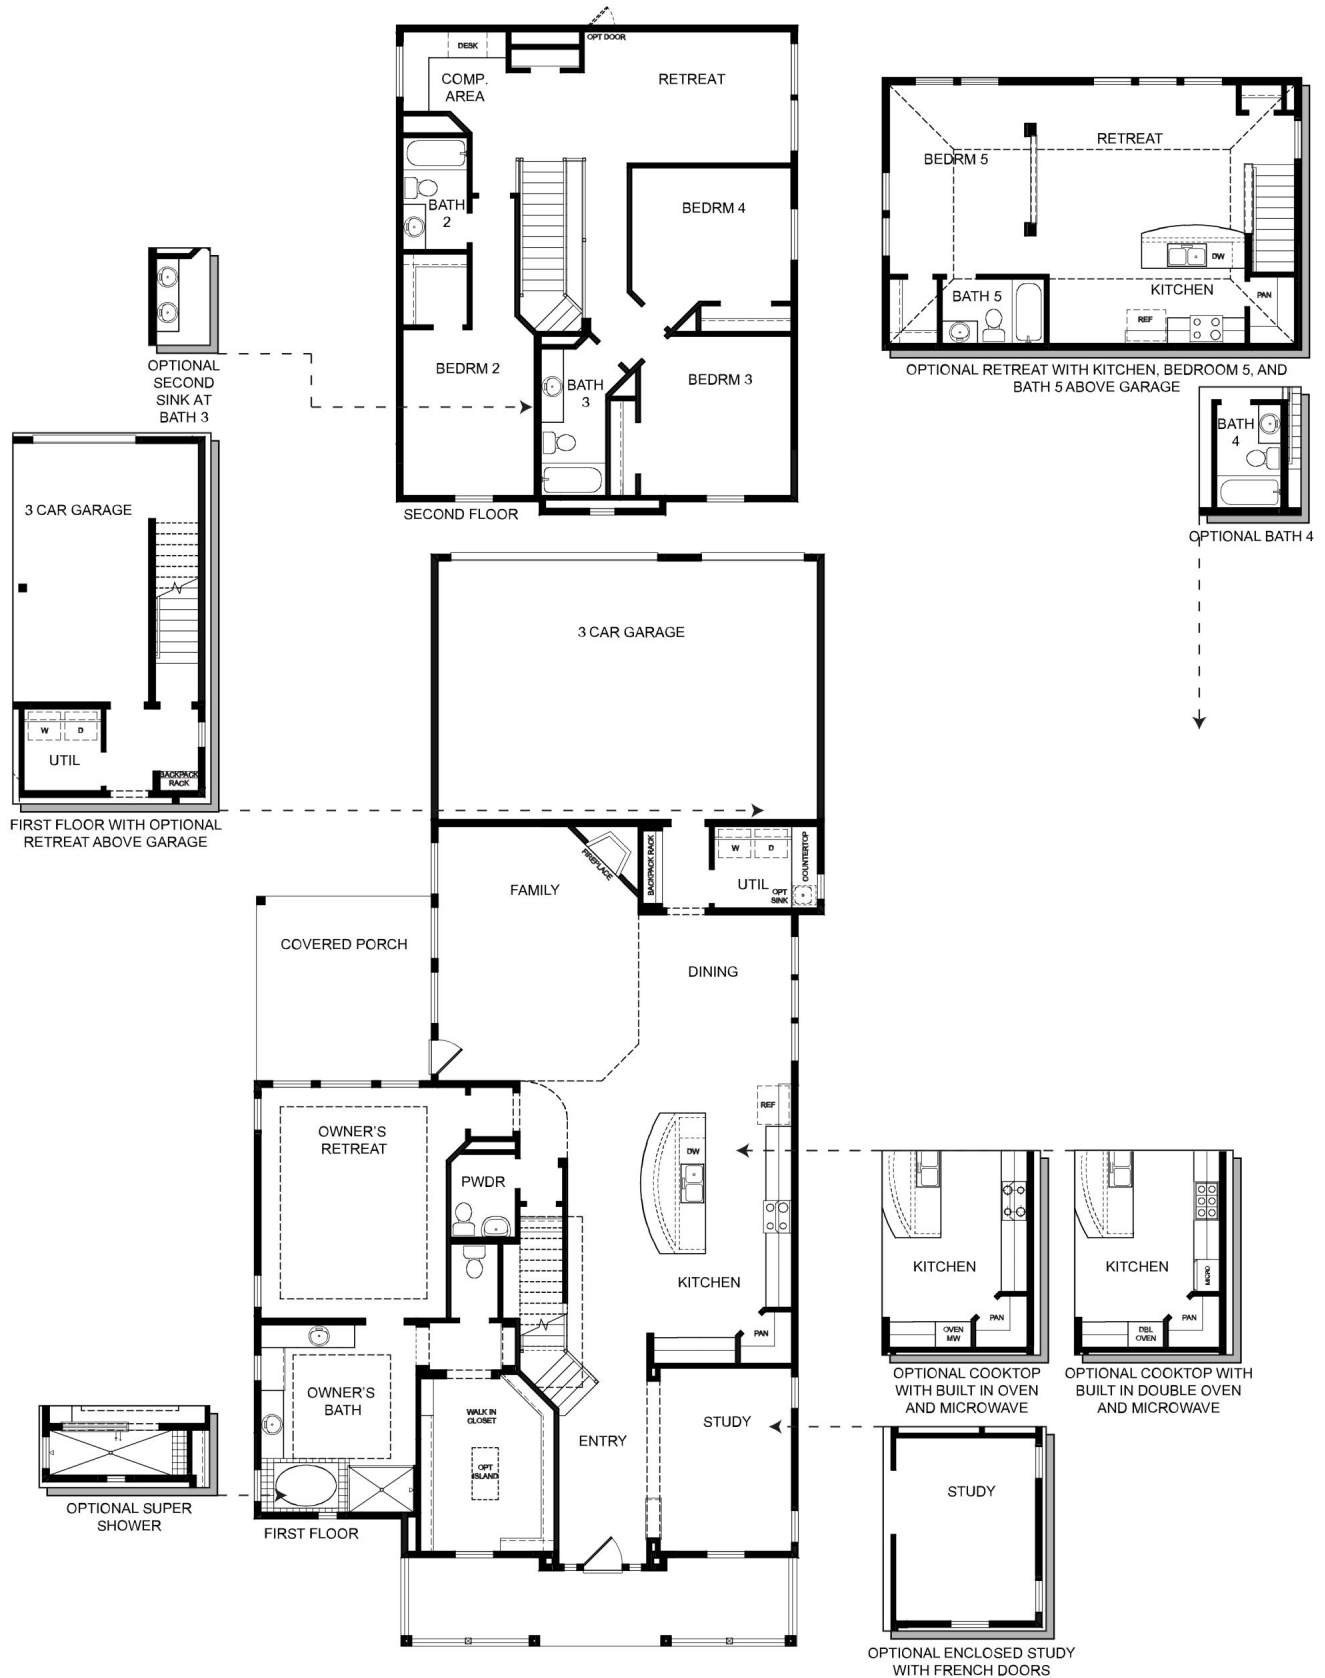 OPT DOOR
DESK
COMP.
AREA
RETREAT
BATH
2
BEDRM 4
BEDRM 2
BATH
3
BEDRM 3
SECOND FLOOR
BEDRM 5
RETREAT
DW
BATH 5
KITCHEN
PAN
REF
OPTIONAL RETREAT WITH KITCHEN, BEDROOM 5, AND
BATH 5 ABOVE GARAGE
OPTIONAL
SECOND
SINK AT
BATH 3
BATH
4
OPTIONAL BATH 4
3 CAR GARAGE
W
D
UTIL
BACKPACK
RACK
FIRST FLOOR WITH OPTIONAL
RETREAT ABOVE GARAGE
3 CAR GARAGE
FIREPLACE
BACKPACK RACK
W
D
COUNTERTOP
UTIL
OPT
SINK
FAMILY
COVERED PORCH
DINING
REF
OWNER'S
RETREAT
DW
PWDR
KITCHEN
PAN
OWNER'S
BATH
WALK IN
CLOSET
OPT
ISLAND
ENTRY
STUDY
FIRST FLOOR
OPTIONAL SUPER
SHOWER
KITCHEN
OVEN
MW
PAN
OPTIONAL COOKTOP
WITH BUILT IN OVEN
AND MICROWAVE
KITCHEN
MICRO
DBL
OVEN
PAN
OPTIONAL COOKTOP WITH
BUILT IN DOUBLE OVEN
AND MICROWAVE
STUDY
OPTIONAL ENCLOSED STUDY
WITH FRENCH DOORS